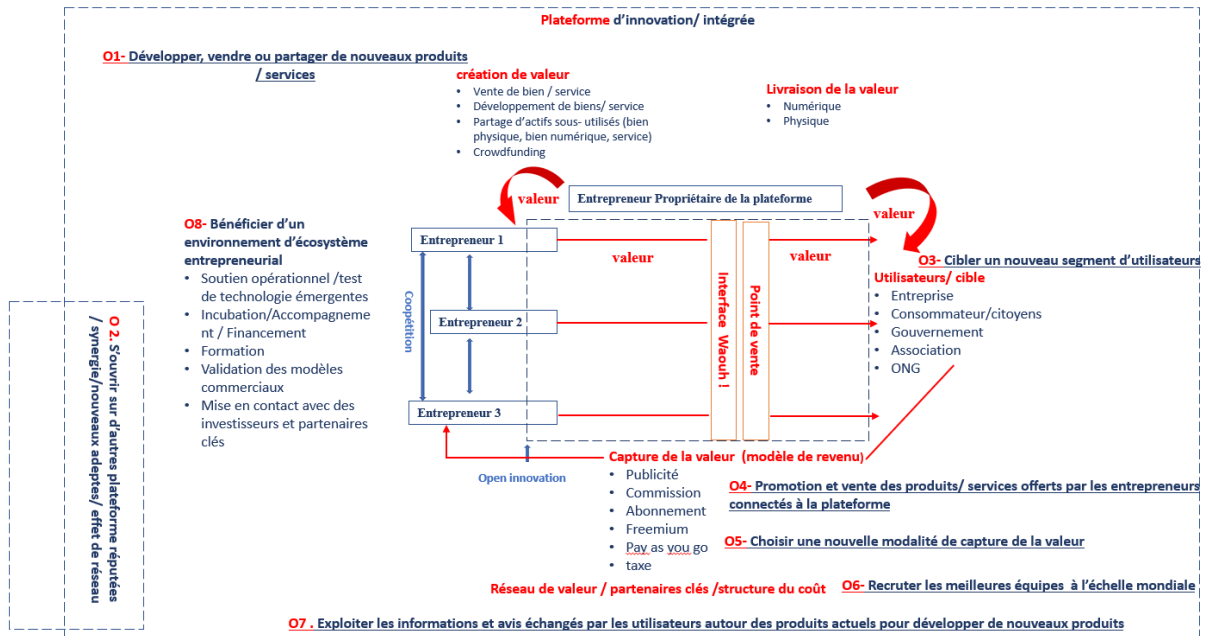 Plateforme d'innovation/ intégrée
O1- Développer, vendre ou partager de nouveaux produits
/ services
création de valeur
• Vente de bien / service
• Développement de biens/ service
• Partage d'actifs sous- utilisés (bien
physique, bien numérique, service)
• Crowdfunding
Livraison de la valeur
• Numérique
• Physique
valeur
Entrepreneur Propriétaire de la plateforme
valeur
O8- Bénéficier d'un
environnement d'écosystème
entrepreneurial
• Soutien opérationnel /test
de technologie émergentes
• Incubation/Accompagneme
nt / Financement
• Formation
• Validation des modèles
commerciaux
• Mise en contact avec des
investisseurs et partenaires
clés
O 2. S'ouvrir sur d'autres plateforme réputées
/ synergie/nouveaux adeptes/ effet de réseau
Coopétition
Entrepreneur 1
Entrepreneur 2
Entrepreneur 3
valeur
Interface Waouh !
Point de vente
valeur
O3- Cibler un nouveau segment d'utilisateurs
Utilisateurs/ cible
• Entreprise
• Consommateur/citoyens
• Gouvernement
• Association
• ONG
Open innovation
Capture de la valeur (modèle de revenu)
• Publicité
• Commission
• Abonnement
• Freemium
• Pay as you go
• taxe
O4- Promotion et vente des produits/ services offerts par les entrepreneurs
connectés à la plateforme
O5- Choisir une nouvelle modalité de capture de la valeur
Réseau de valeur / partenaires clés /structure du coût
O6- Recruter les meilleures équipes à l'échelle mondiale
O7 . Exploiter les informations et avis échangés par les utilisateurs autour des produits actuels pour développer de nouveaux produits